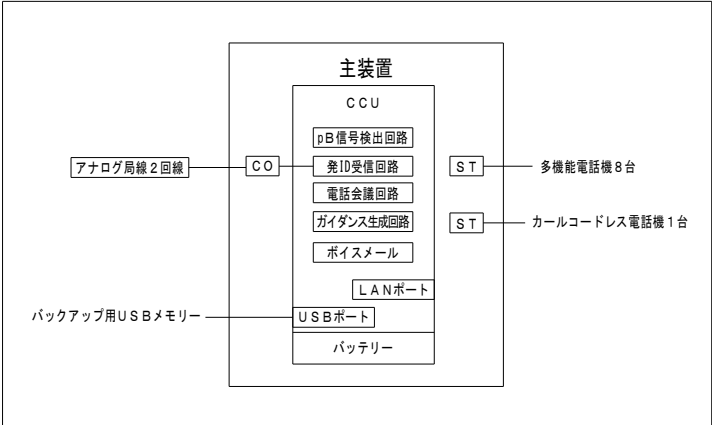 主装置
ＣＣＵ
pB信号検出回路
アナログ局線２回線
ＣＯ
発ID受信回路
ＳＴ
多機能電話機８台
電話会議回路
ガイダンス生成回路
ＳＴ
カールコードレス電話機１台
ボイスメール
ＬＡＮポート
バックアップ用ＵＳＢメモリー
ＵＳＢポート
バッテリー